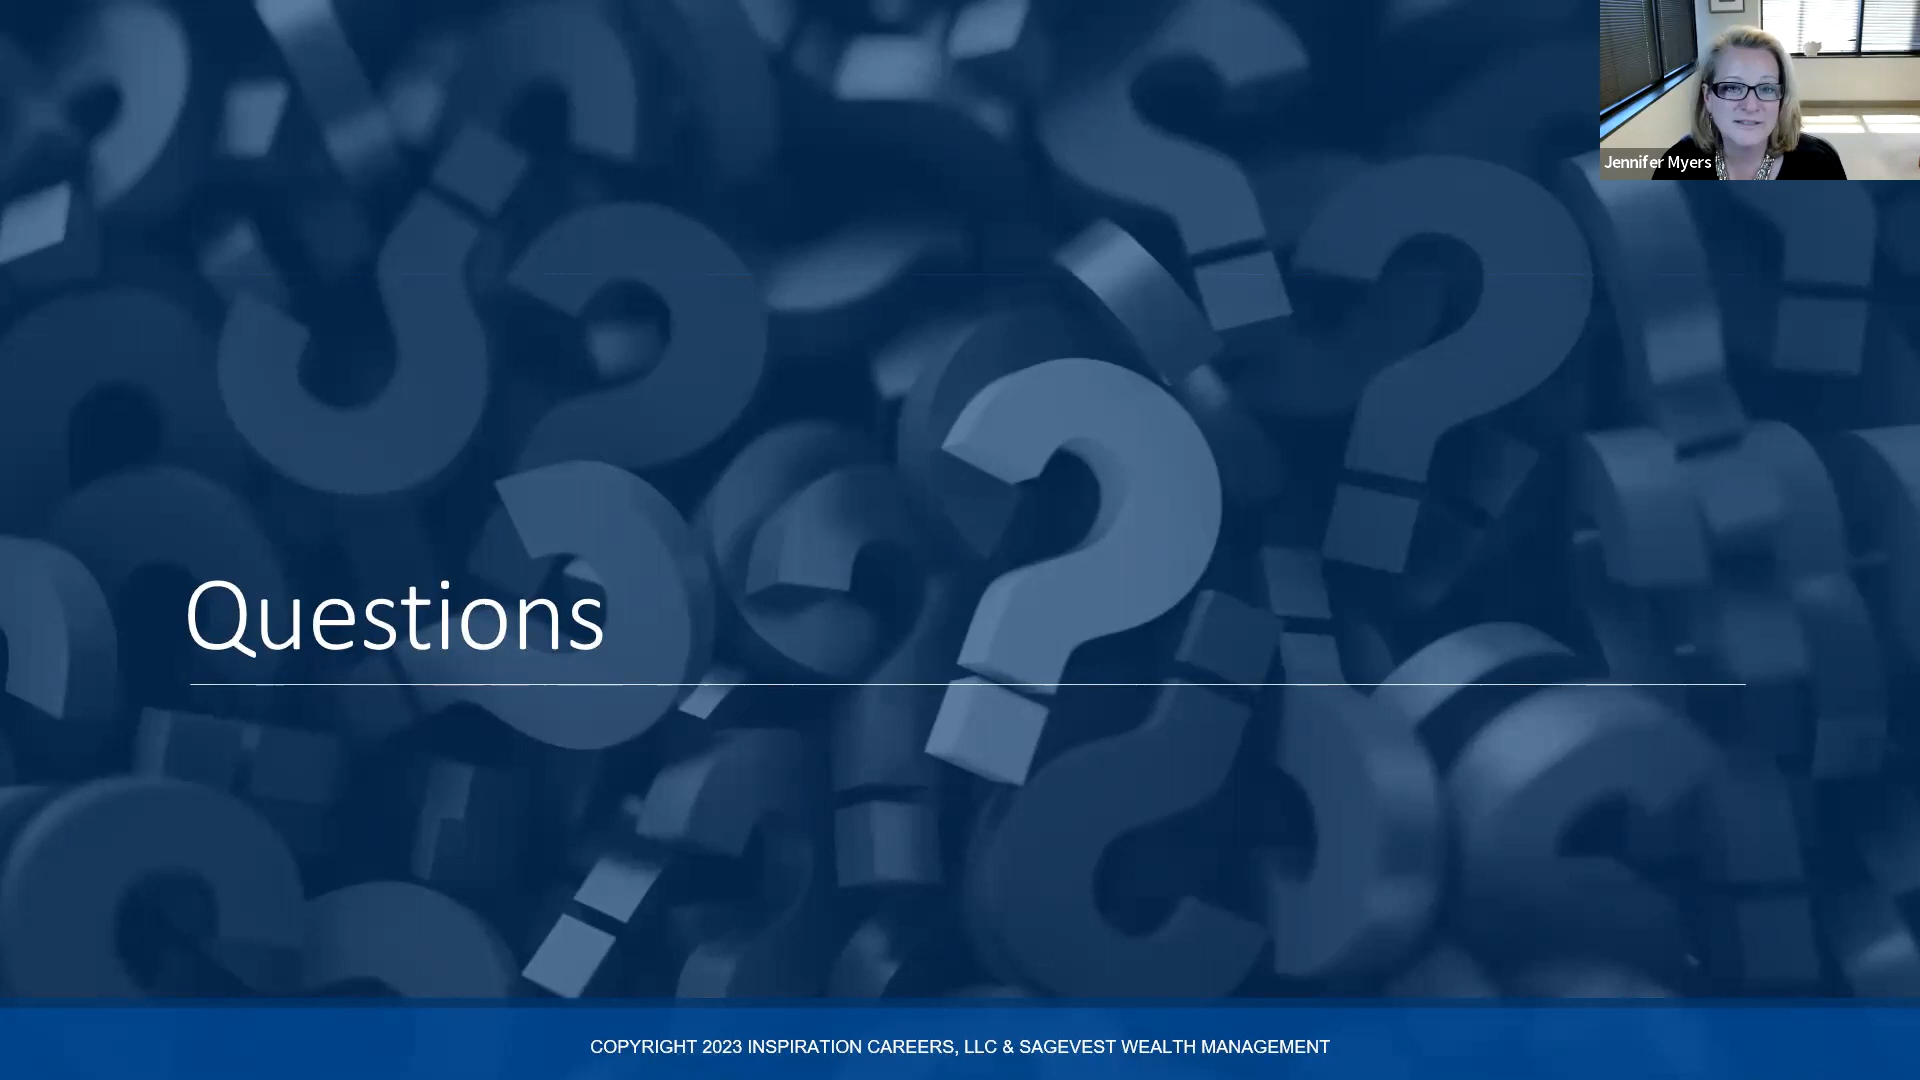 Jennifer Myers
Questions
COPYRIGHT 2023 INSPIRATION CAREERS, LLC & SAGEVEST WEALTH MANAGEMENT